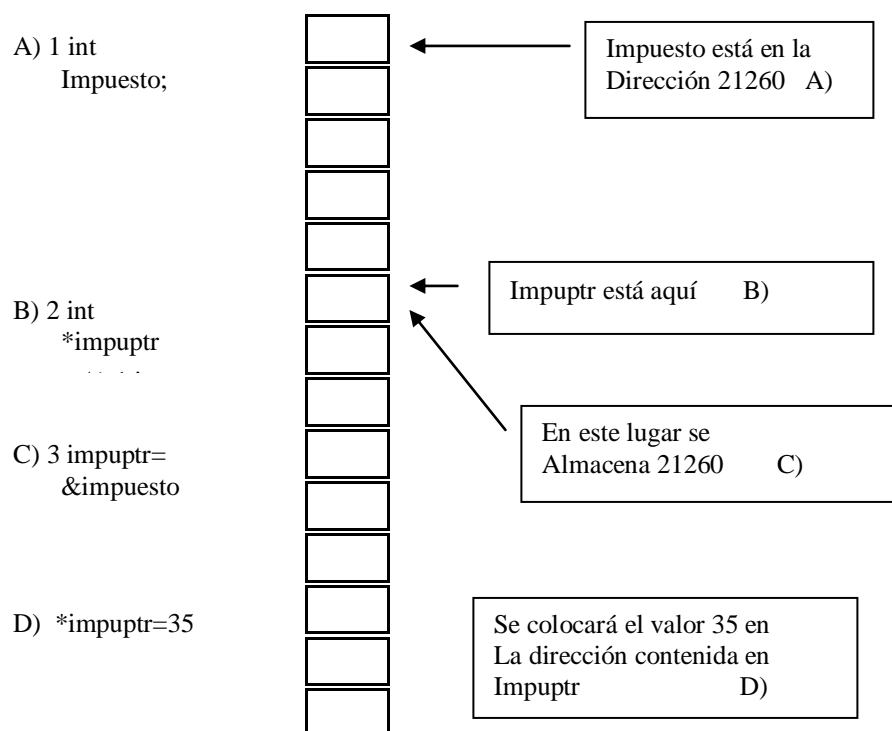 A) 1 int
Impuesto;
Impuesto está en la
Dirección 21260 A)
B) 2 int
*impuptr
Impuptr está aquí B)
C) 3 impuptr=
&impuesto
En este lugar se
Almacena 21260 C)
D) *impuptr=35
Se colocará el valor 35 en
La dirección contenida en
Impuptr D)